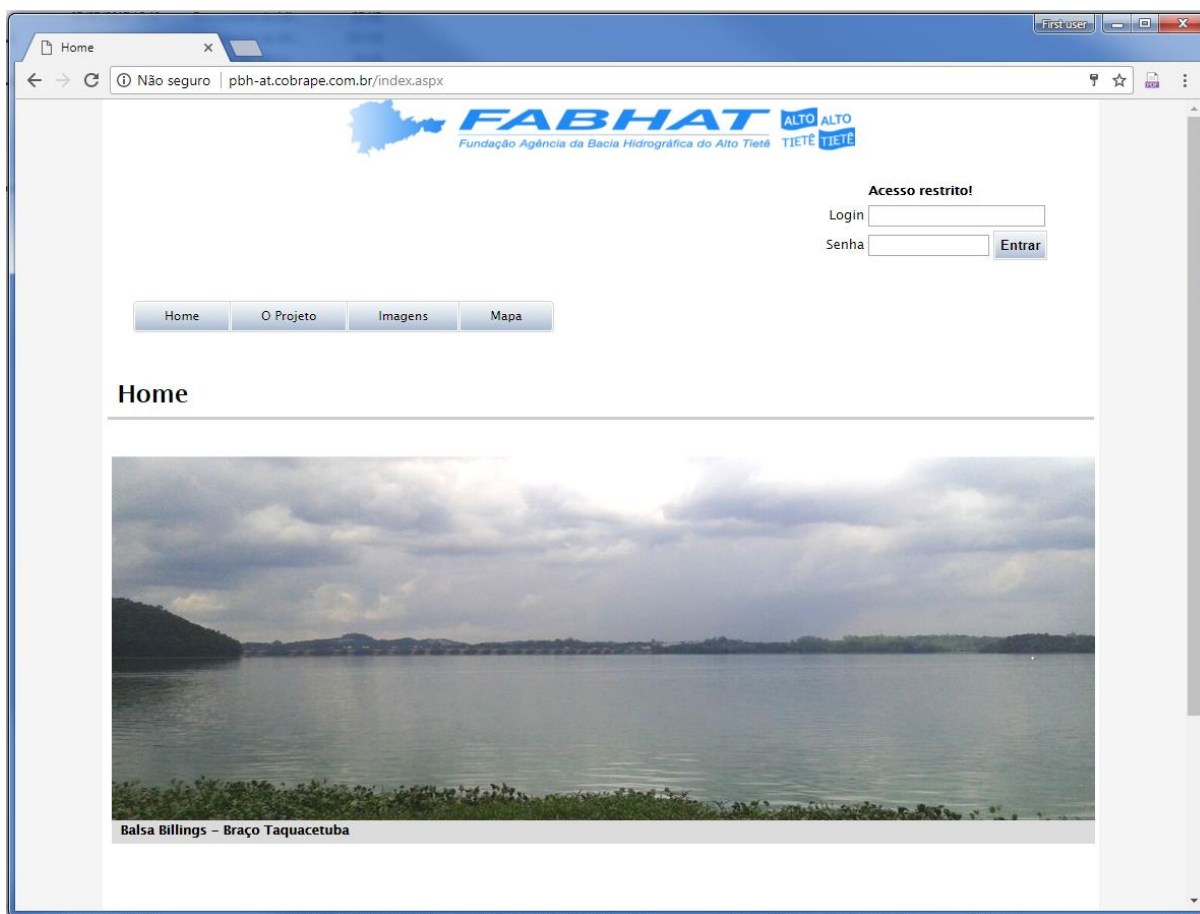 First user
Home
Não seguro | pbh-at.cobrape.com.br/index.aspx
FABHAT
Fundação Agência da Bacia Hidrográfica do Alto Tietê
ALTO ALTO
TIETÊ TIETÊ
Acesso restrito!
Login
Senha
Entrar
Home O Projeto Imagens Mapa
Home
Balsa Billings – Braço Taquacetuba